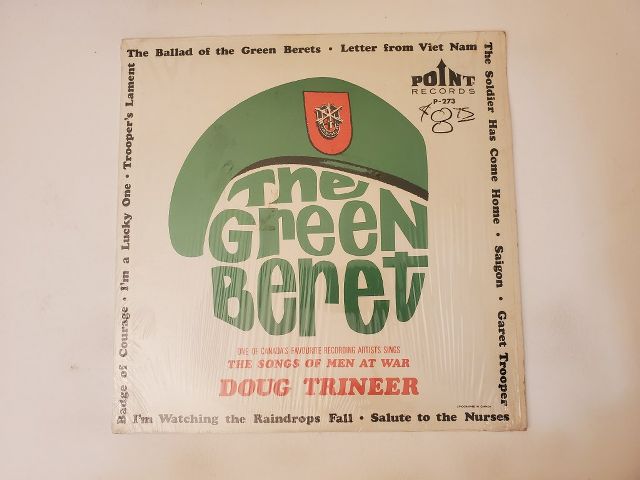 The Ballad of the Green Berets • Letter from Viet Nam
The Soldier Has Come Home • Saigon • Garet Trooper
I'm Watching the Raindrops Fall • Salute to the Nurses
Badge of Courage • I'm a Lucky One • Trooper's Lament
POINT
RECORDS
P-273
The
Green
Beret
ONE OF CANADA'S FAVOURITE RECORDING ARTISTS SINGS
THE SONGS OF MEN AT WAR
DOUG TRINEER